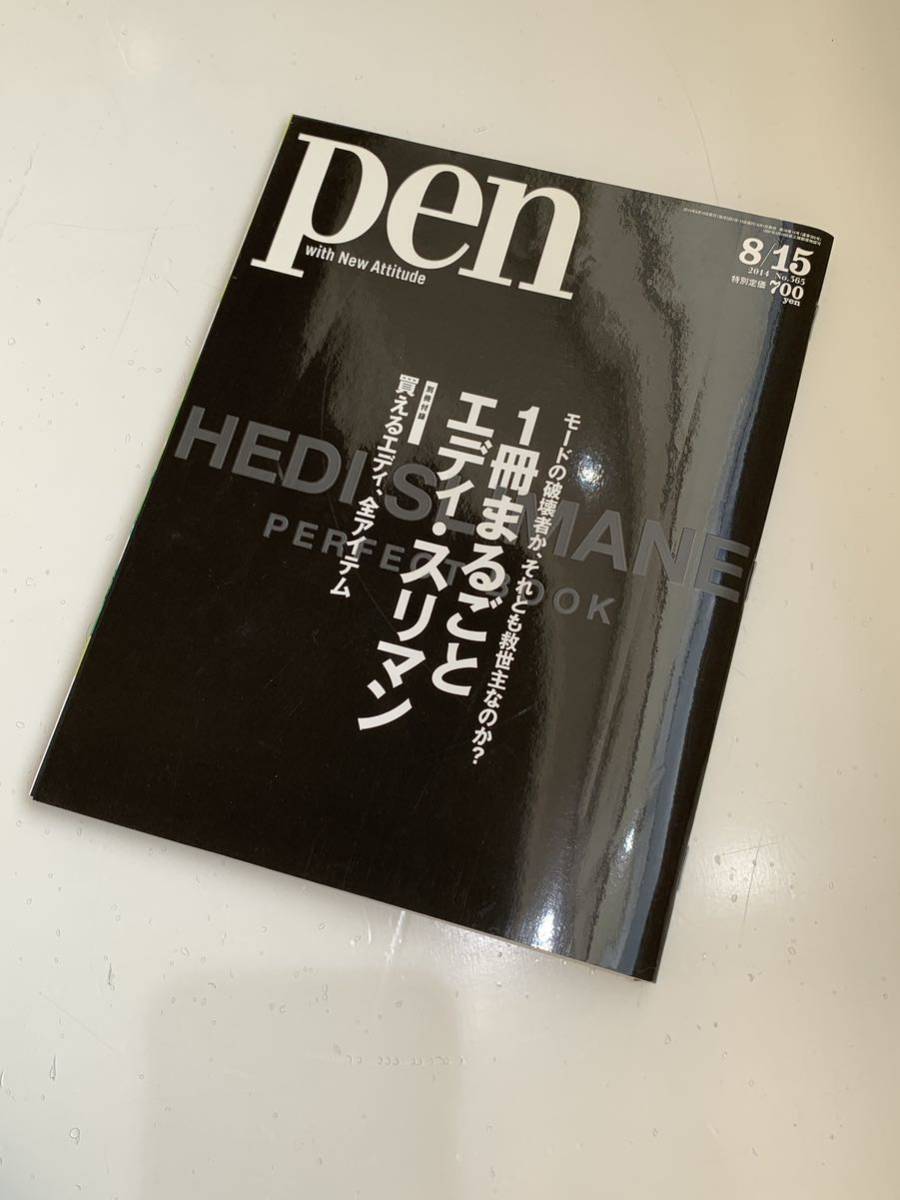 pen
with New Attitude
8/15
2014 No.365
特別定価 700
yen
HEDI SLIMANE
PERFECT BOOK
モードの破壊者か、それとも救世主なのか?
1冊まるごと
エディ・スリマン
買えるエディ、全アイテム